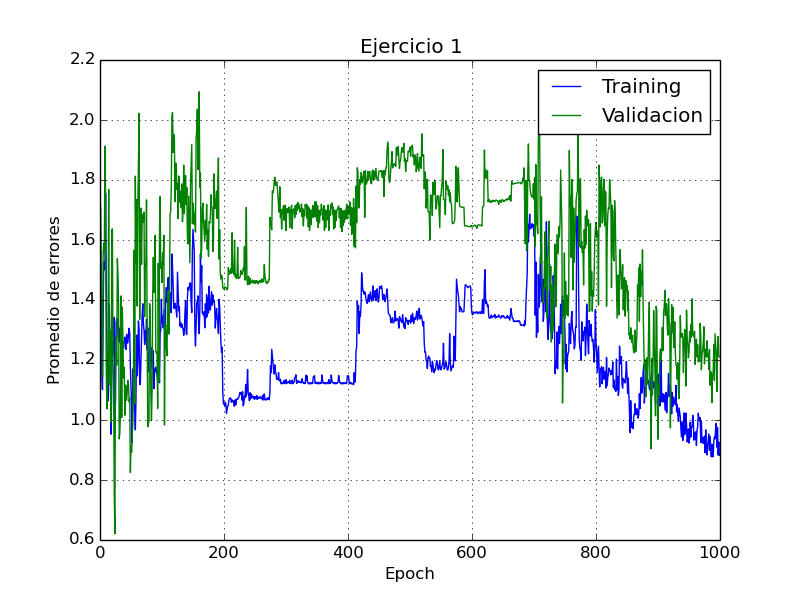 Ejercicio 1
Training
Validacion
Promedio de errores
2.2
2.0
1.8
1.6
1.4
1.2
1.0
0.8
0.6
0 200 400 600 800 1000
Epoch